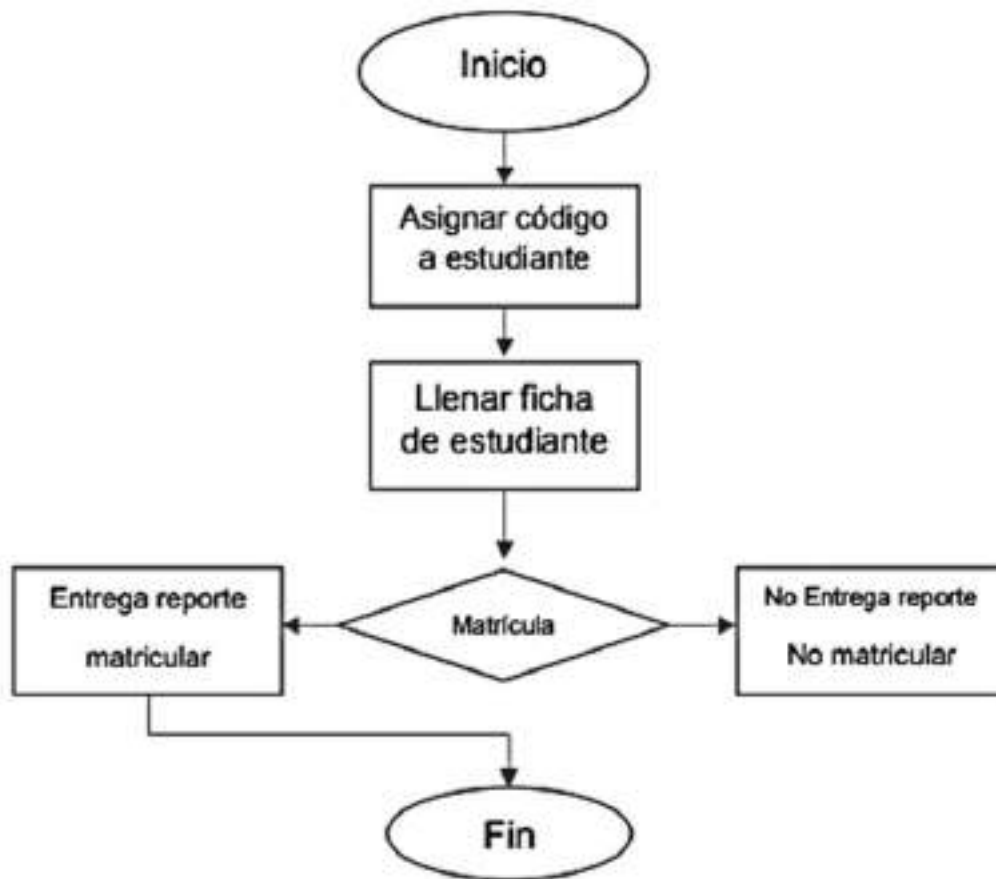 Inicio
Asignar código
a estudiante
Llenar ficha
de estudiante
Entrega reporte
matricular
Matrícula
No Entrega reporte
No matricular
Fin